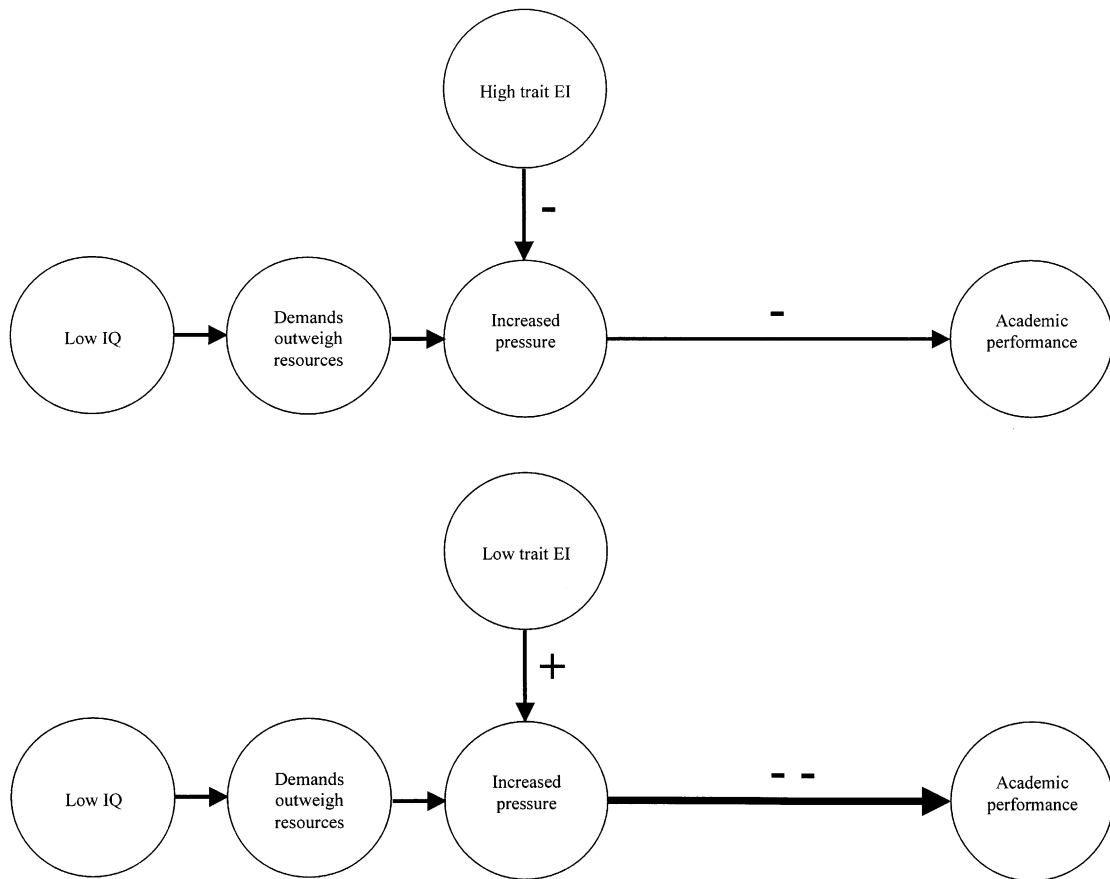 High trait EI
-
Low IQ
Demands
outweigh
resources
Increased
pressure
-
Academic
performance
Low trait EI
+
Low IQ
Demands
outweigh
resources
Increased
pressure
- -
Academic
performance